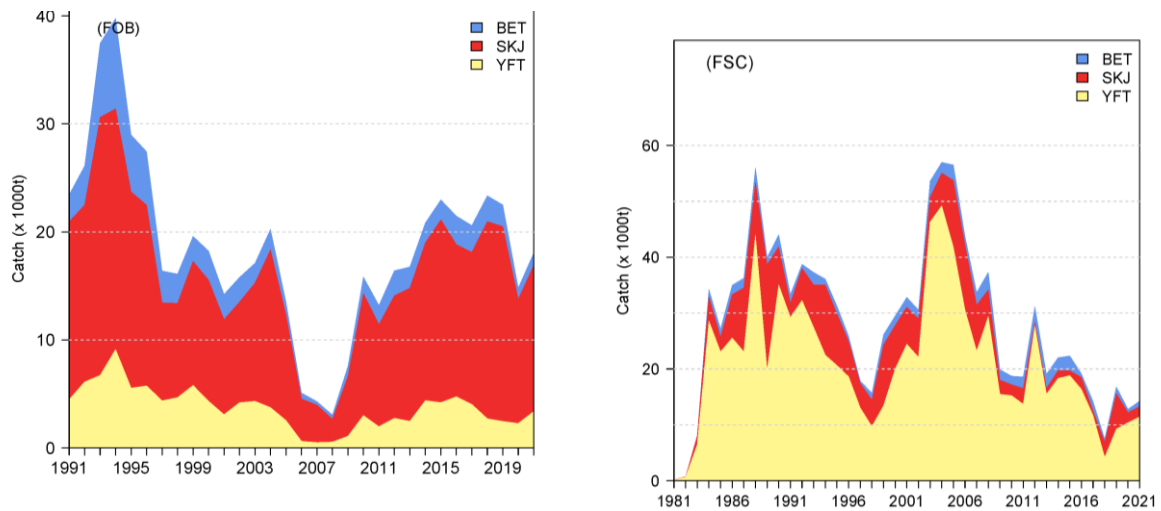 (FOB)
BET
SKJ
YFT
Catch (x 1000t)
40
30
20
10
0
1991 1995 1999 2003 2007 2011 2015 2019
(FSC)
BET
SKJ
YFT
Catch (x 1000t)
60
40
20
0
1981 1986 1991 1996 2001 2006 2011 2016 2021